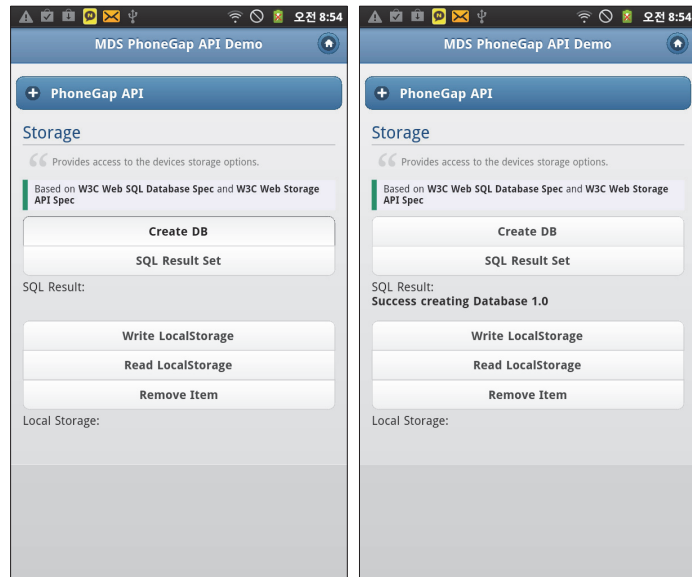 오전 8:54
MDS PhoneGap API Demo
PhoneGap API
Storage
Provides access to the devices storage options.
Based on W3C Web SQL Database Spec and W3C Web Storage
API Spec
Create DB
SQL Result Set
SQL Result:
Write LocalStorage
Read LocalStorage
Remove Item
Local Storage:
오전 8:54
MDS PhoneGap API Demo
PhoneGap API
Storage
Provides access to the devices storage options.
Based on W3C Web SQL Database Spec and W3C Web Storage
API Spec
Create DB
SQL Result Set
SQL Result:
Success creating Database 1.0
Write LocalStorage
Read LocalStorage
Remove Item
Local Storage: